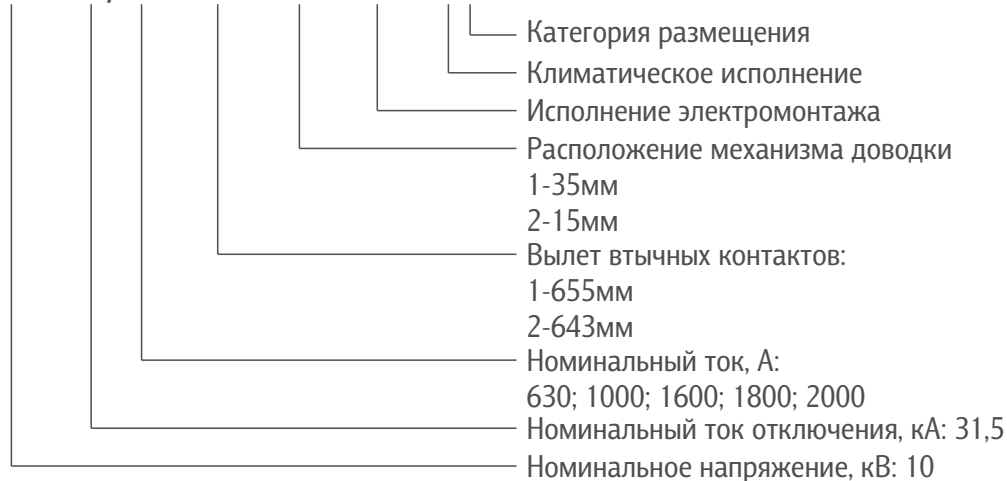 Категория размещения
Климатическое исполнение
Исполнение электромонтажа
Расположение механизма доводки
1-35мм
2-15мм
Вылет втычных контактов:
1-655мм
2-643мм
Номинальный ток, А:
630; 1000; 1600; 1800; 2000
Номинальный ток отключения, кА: 31,5
Номинальное напряжение, кВ: 10